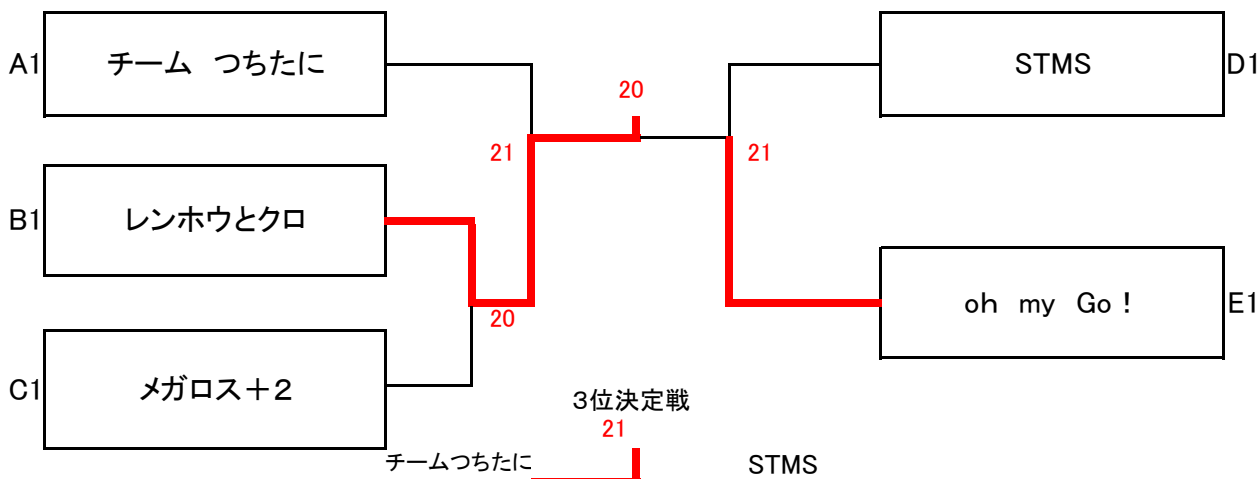 A1 チーム つちたに
STMS D1
20
21
21
B1 レンホウとクロ
oh my Go！ E1
20
C1 メガロス＋２
３位決定戦
21
チームつちたに STMS